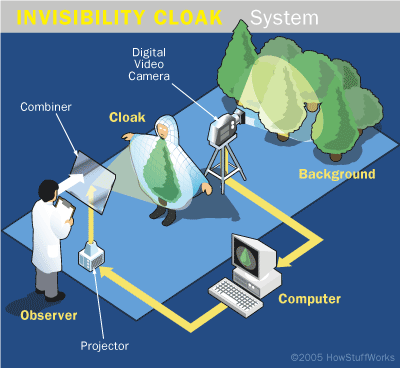 INVISIBILITY CLOAK System
Digital
Video
Camera
Combiner
Cloak
Background
Computer
Observer
Projector
©2005 HowStuffWorks